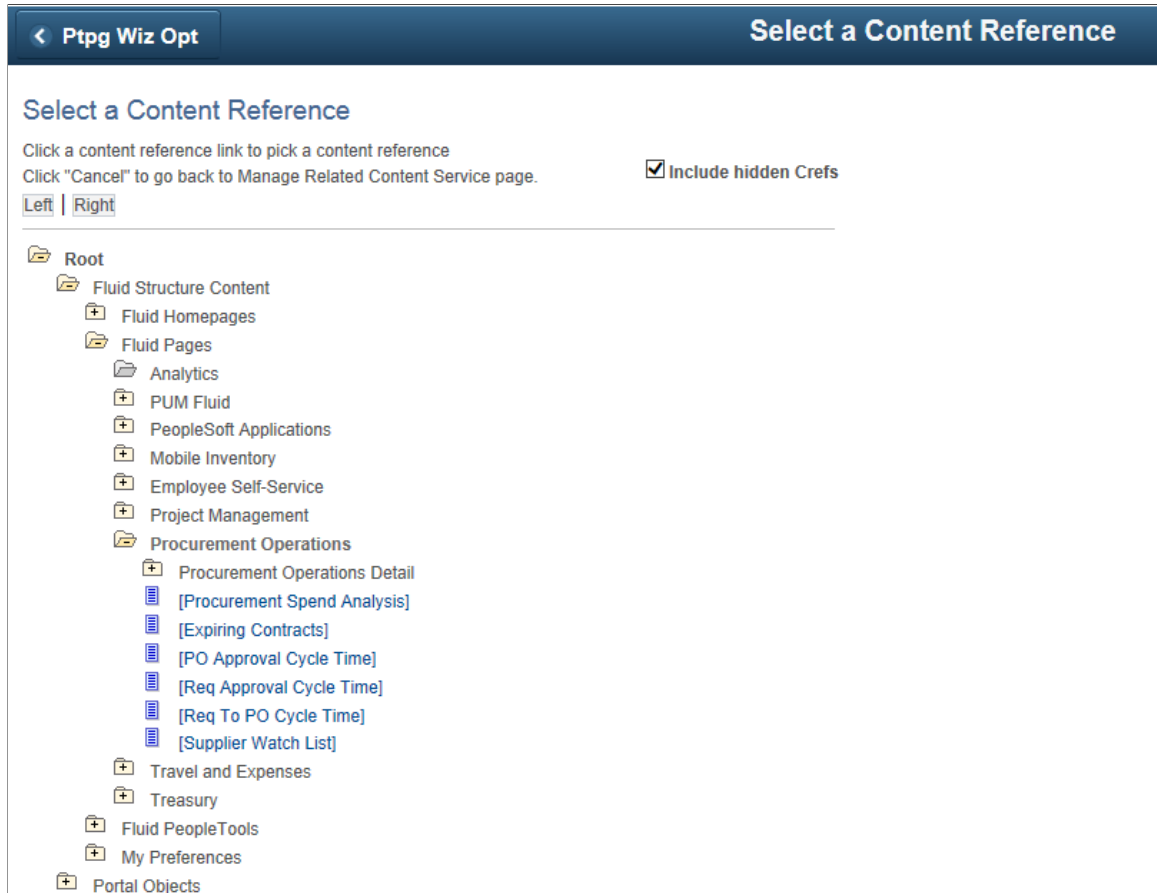 Ptpg Wiz Opt
Select a Content Reference
Select a Content Reference
Click a content reference link to pick a content reference
Click "Cancel" to go back to Manage Related Content Service page.
Include hidden Crefs
Left | Right
Root
Fluid Structure Content
Fluid Homepages
Fluid Pages
Analytics
PUM Fluid
PeopleSoft Applications
Mobile Inventory
Employee Self-Service
Project Management
Procurement Operations
Procurement Operations Detail
[Procurement Spend Analysis]
[Expiring Contracts]
[PO Approval Cycle Time]
[Req Approval Cycle Time]
[Req To PO Cycle Time]
[Supplier Watch List]
Travel and Expenses
Treasury
Fluid PeopleTools
My Preferences
Portal Objects